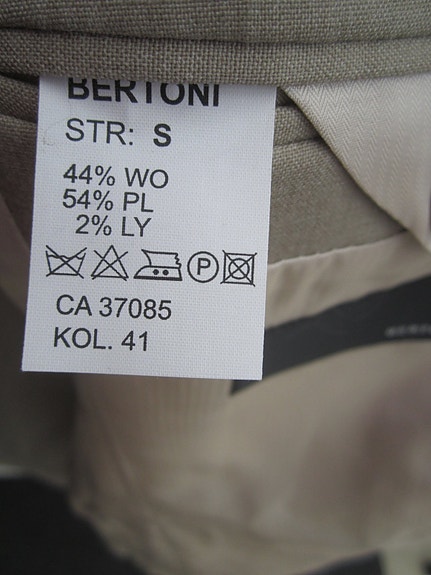 BERTONI
STR: S
44% WO
54% PL
2% LY
P
CA 37085
KOL. 41